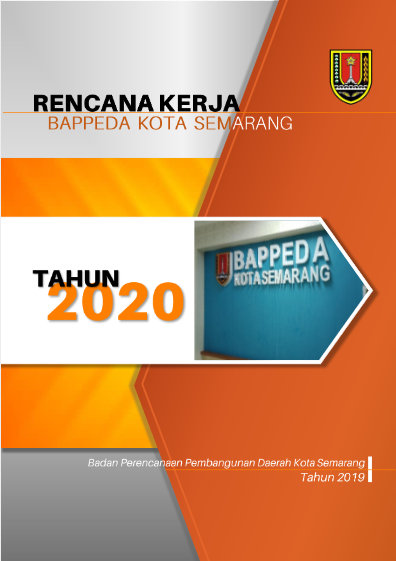 RENCANA KERJA
BAPPEDA KOTA SEMARANG
TAHUN
2020
BAPPEDA
KOTA SEMARANG
Badan Perencanaan Pembangunan Daerah Kota Semarang
Tahun 2019